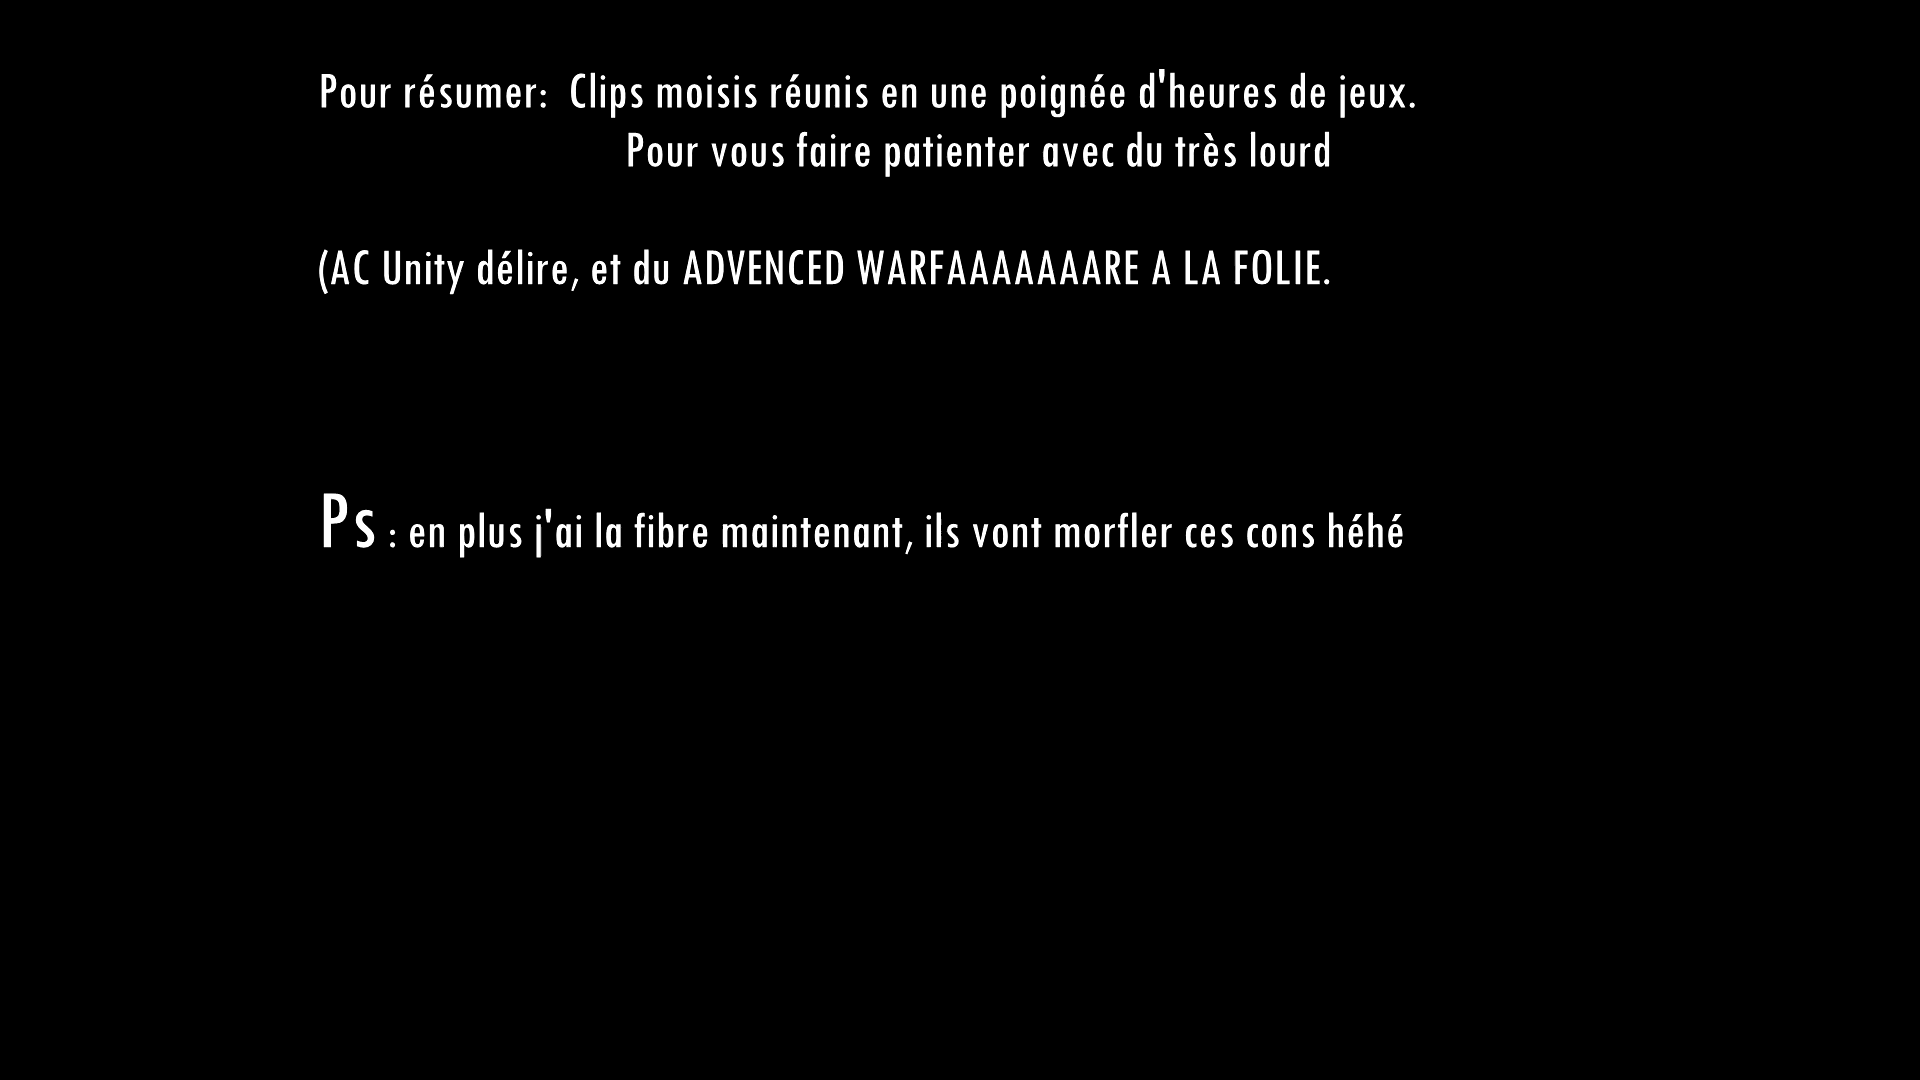 Pour résumer: Clips moisis réunis en une poignée d'heures de jeux.
Pour vous faire patienter avec du très lourd
(AC Unity délire, et du ADVENCED WARFAAAAAAARE A LA FOLIE.
Ps : en plus j'ai la fibre maintenant, ils vont morfler ces cons héhé